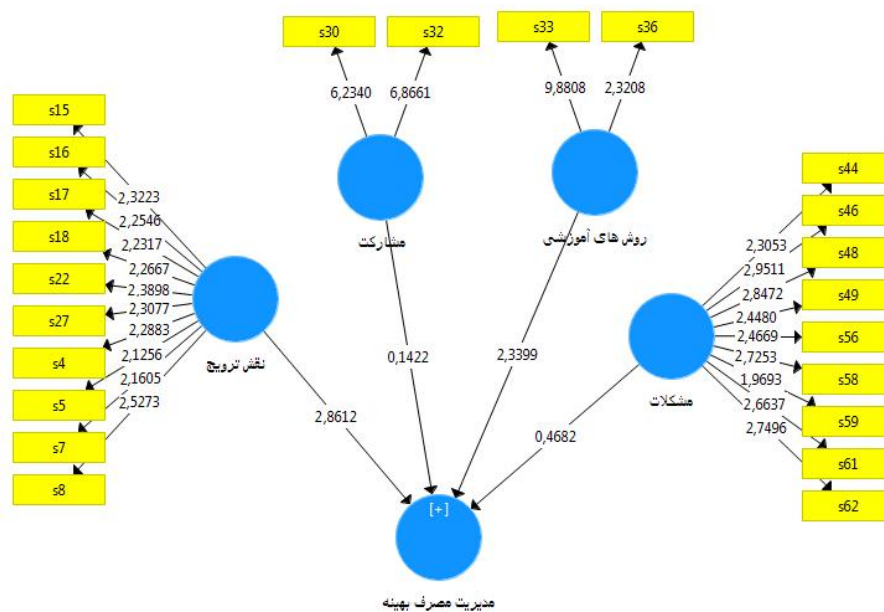 s30
s32
s33
s36
6,2340
6,8661
9,8808
2,3208
مشارکت
روش های آموزشی
s15
s16
s17
s18
s22
s27
s4
s5
s7
s8
2,3223
2,2546
2,2317
2,2667
2,3898
2,3077
2,2883
2,1256
2,1605
2,5273
نقش ترویج
s44
s46
s48
s49
s56
s58
s59
s61
s62
2,3053
2,9511
2,8472
2,4480
2,4669
2,7253
1,9693
2,6637
2,7496
مشکلات
2,8612
0,1422
2,3399
0,4682
[+]
مدیریت مصرف بهینه